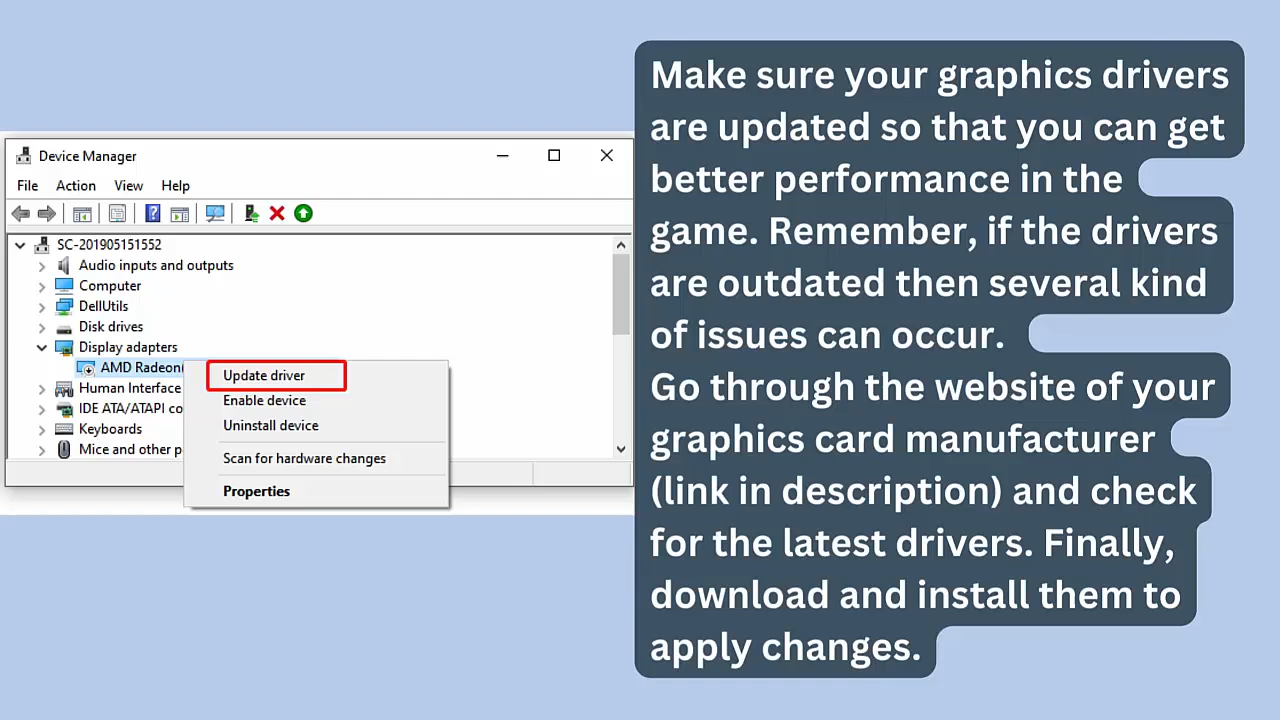 Device Manager
File Action View Help
SC-201905151552
Audio inputs and outputs
Computer
DellUtils
Disk drives
Display adapters
AMD Radeon(
Update driver
Human Interface
Enable device
IDE ATA/ATAPI co
Uninstall device
Keyboards
Mice and other p
Scan for hardware changes
Properties
Make sure your graphics drivers
are updated so that you can get
better performance in the
game. Remember, if the drivers
are outdated then several kind
of issues can occur.
Go through the website of your
graphics card manufacturer
(link in description) and check
for the latest drivers. Finally,
download and install them to
apply changes.